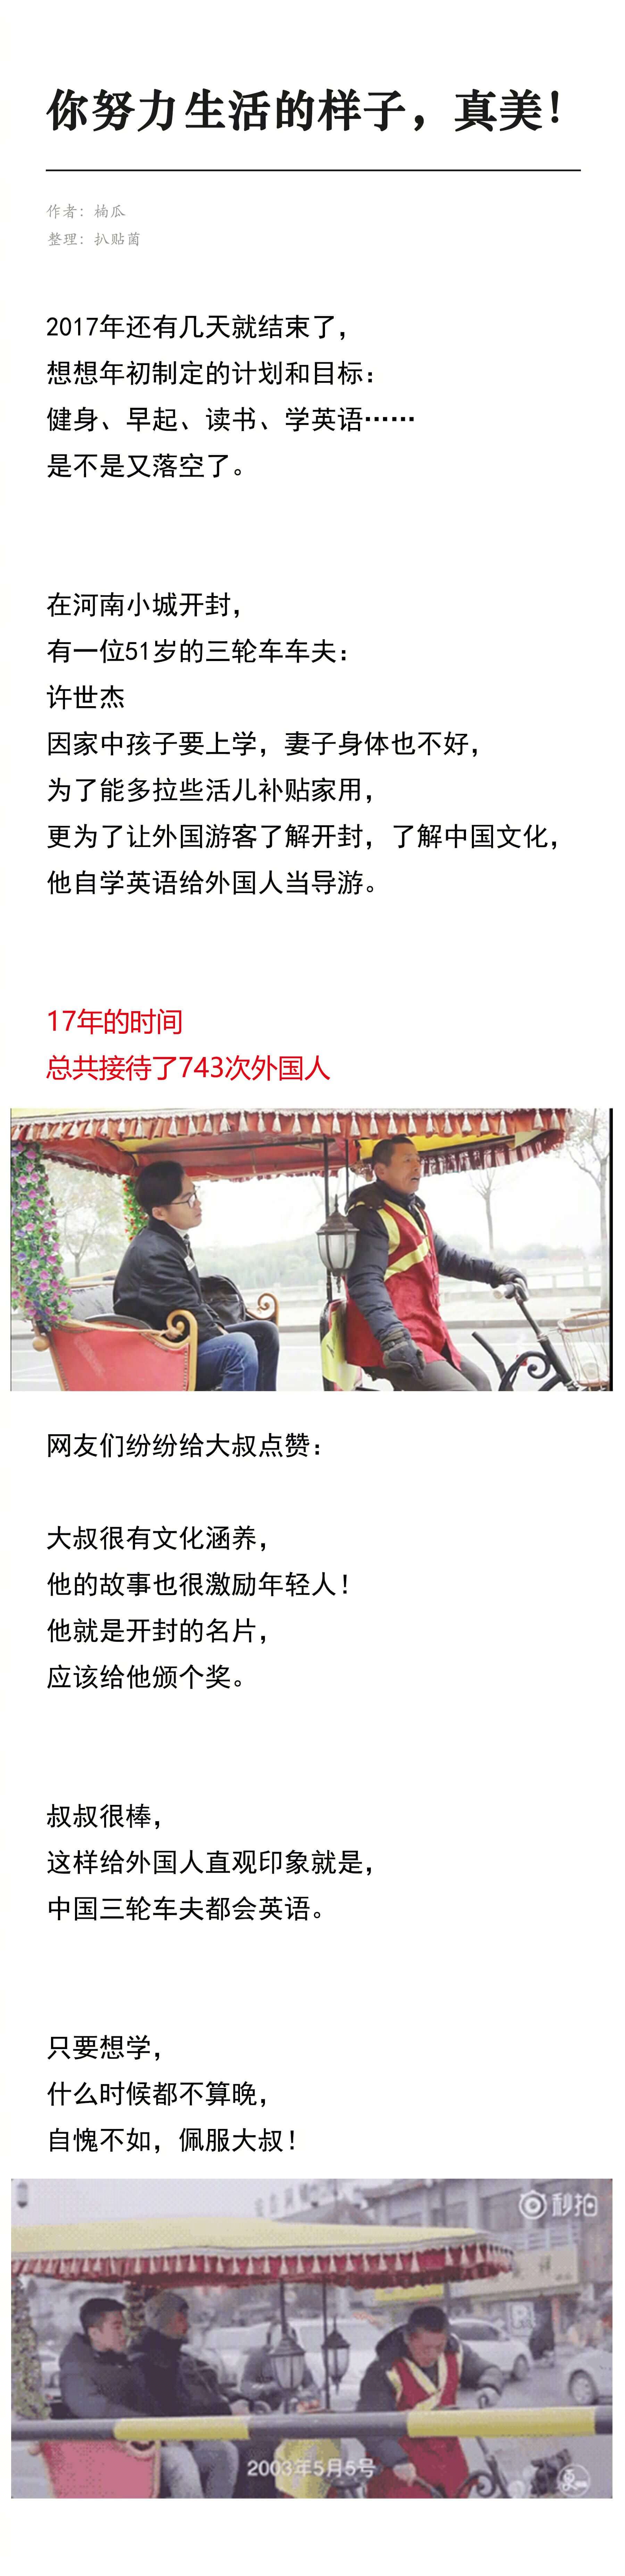 你努力生活的样子，真美！
作者：楠瓜
整理：扒贴菌
2017年还有几天就结束了，
想想年初制定的计划和目标：
健身、早起、读书、学英语……
是不是又落空了。
在河南小城开封，
有一位51岁的三轮车车夫：
许世杰
因家中孩子要上学，妻子身体也不好，
为了能多拉些活儿补贴家用，
更为了让外国游客了解开封，了解中国文化，
他自学英语给外国人当导游。
17年的时间
总共接待了743次外国人
网友们纷纷给大叔点赞：
大叔很有文化涵养，
他的故事也很激励年轻人！
他就是开封的名片，
应该给他颁个奖。
叔叔很棒，
这样给外国人直观印象就是，
中国三轮车夫都会英语。
只要想学，
什么时候都不算晚，
自愧不如，佩服大叔！
秒拍
2003年5月5号